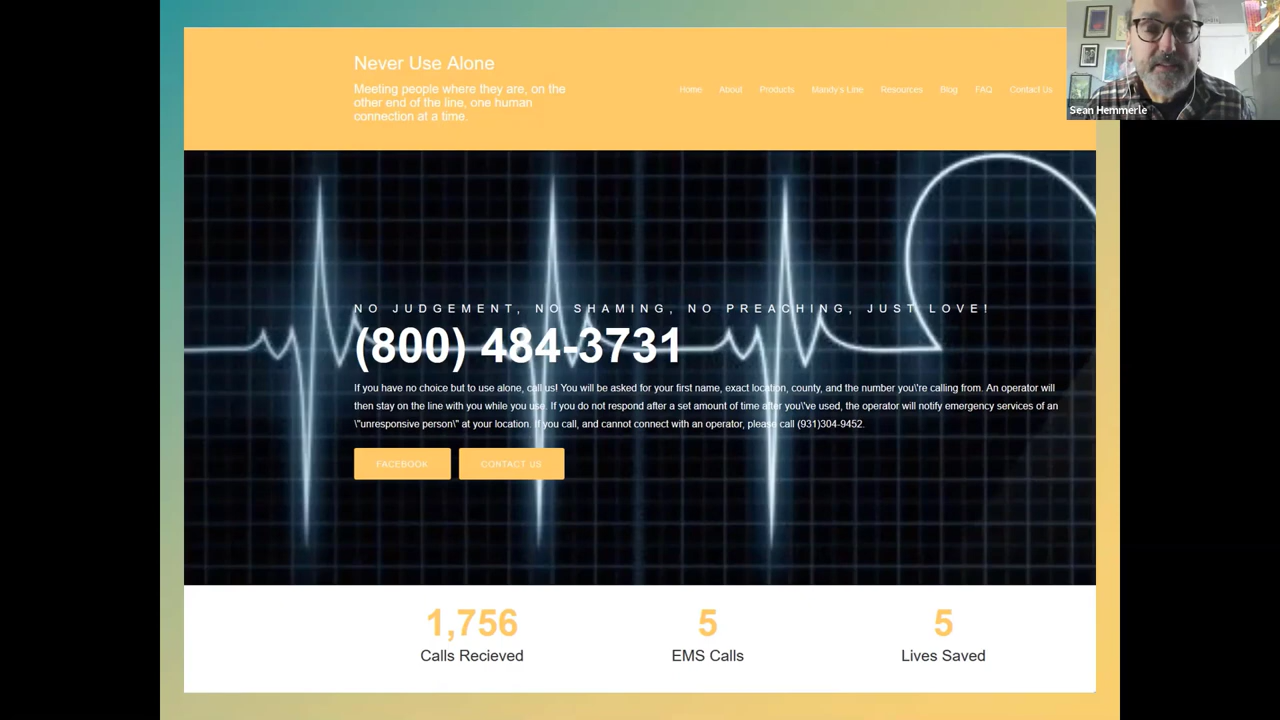 Never Use Alone
Meeting people where they are, on the
other end of the line, one human
connection at a time.
Home About Products Mandy's Line Resources Blog FAQ Contact Us
Sean Hemmerle
NO JUDGEMENT, NO SHAMING, NO PREACHING, JUST LOVE!
(800) 484-3731
If you have no choice but to use alone, call us! You will be asked for your first name, exact location, county, and the number you\'re calling from. An operator will
then stay on the line with you while you use. If you do not respond after a set amount of time after you\'ve used, the operator will notify emergency services of an
\"unresponsive person\" at your location. If you call, and cannot connect with an operator, please call (931)304-9452.
FACEBOOK CONTACT US
1,756 5 5
Calls Recieved EMS Calls Lives Saved